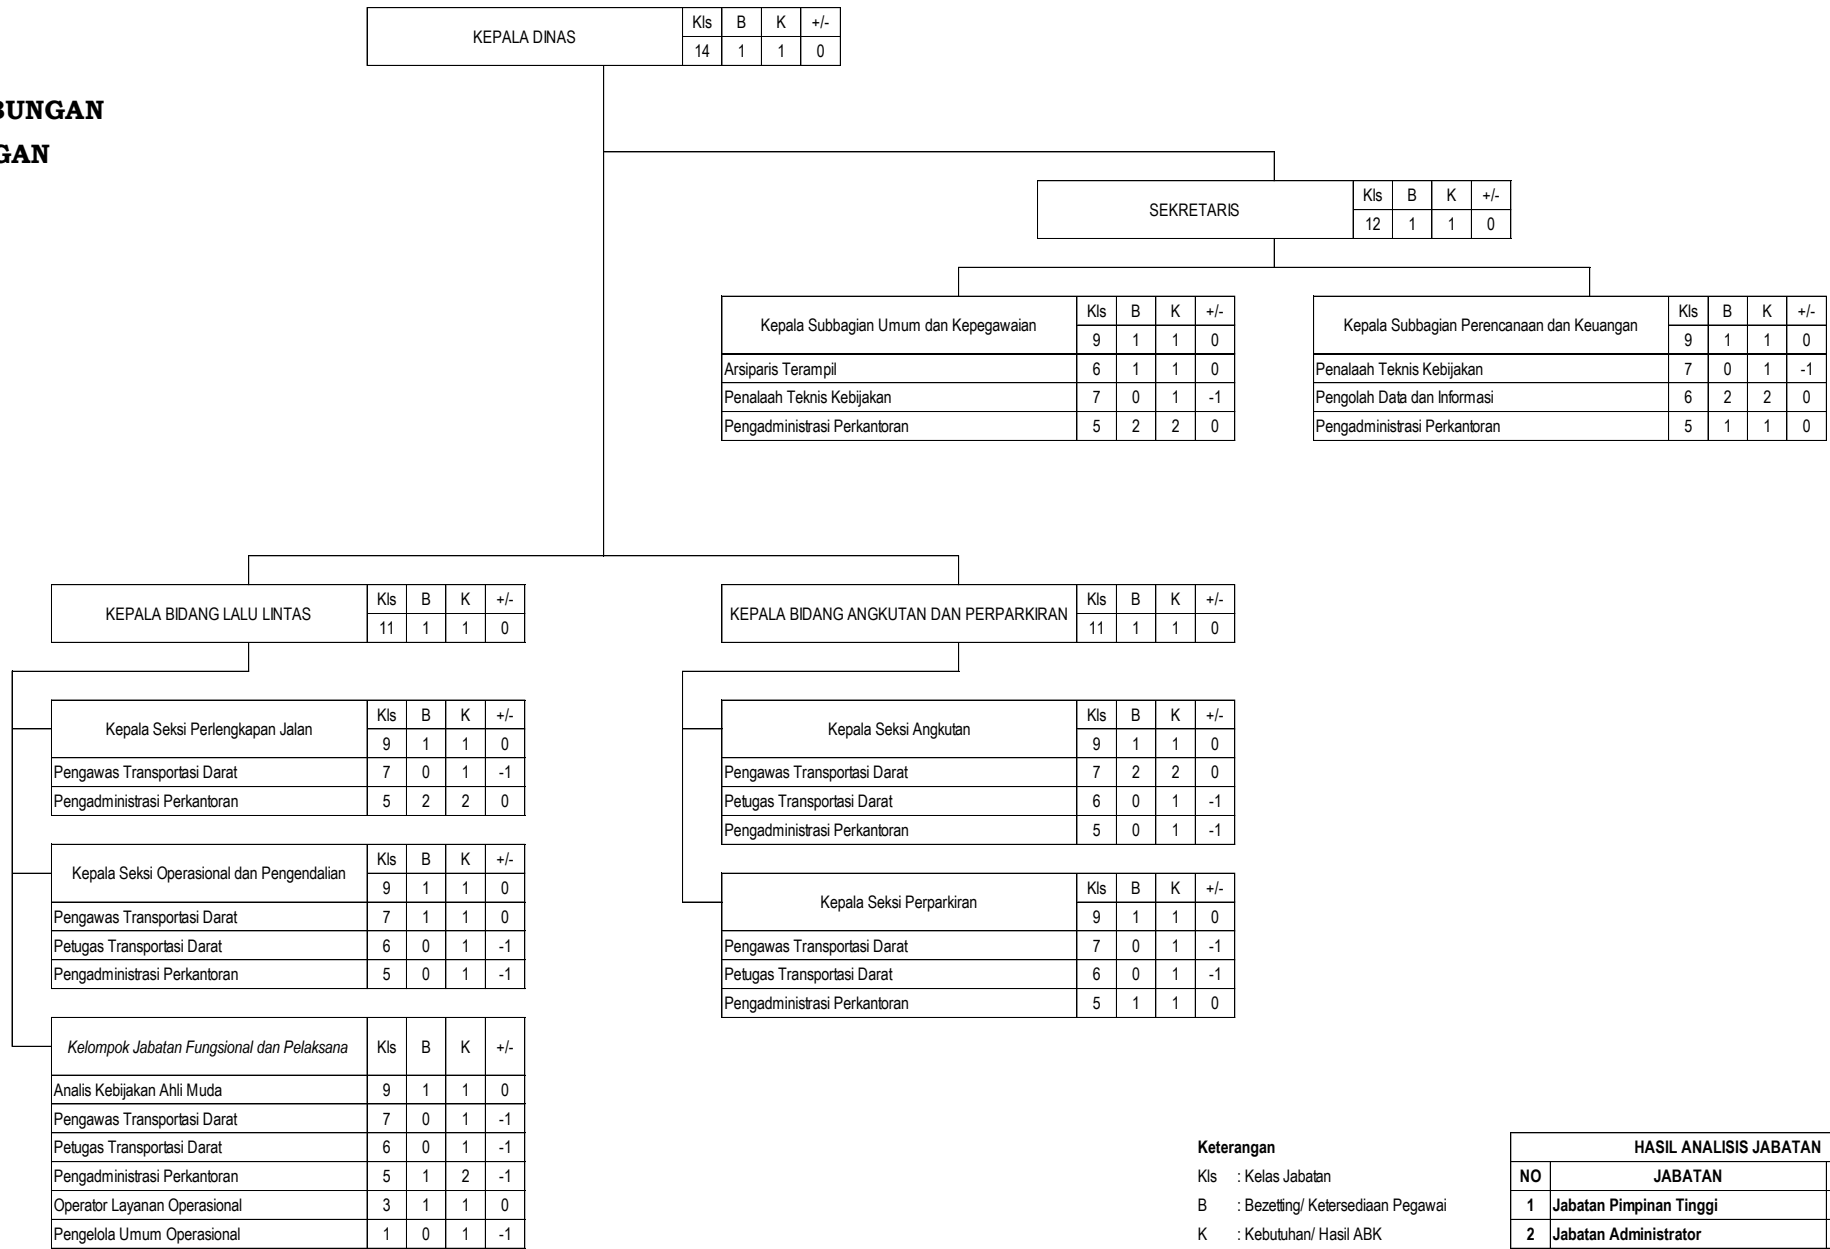 KEPALA DINAS Kls B K +/-
14 1 1 0
BUNGAN
GAN
SEKRETARIS Kls B K +/-
12 1 1 0
Kepala Subbagian Umum dan Kepegawaian Kls B K +/-
9 1 1 0
Arsiparis Terampil 6 1 1 0
Penalaah Teknis Kebijakan 7 0 1 -1
Pengadministrasi Perkantoran 5 2 2 0
Kepala Subbagian Perencanaan dan Keuangan Kls B K +/-
9 1 1 0
Penalaah Teknis Kebijakan 7 0 1 -1
Pengolah Data dan Informasi 6 2 2 0
Pengadministrasi Perkantoran 5 1 1 0
KEPALA BIDANG LALU LINTAS Kls B K +/-
11 1 1 0
Kepala Seksi Perlengkapan Jalan Kls B K +/-
9 1 1 0
Pengawas Transportasi Darat 7 0 1 -1
Pengadministrasi Perkantoran 5 2 2 0
Kepala Seksi Operasional dan Pengendalian Kls B K +/-
9 1 1 0
Pengawas Transportasi Darat 7 1 1 0
Petugas Transportasi Darat 6 0 1 -1
Pengadministrasi Perkantoran 5 0 1 -1
Kelompok Jabatan Fungsional dan Pelaksana Kls B K +/-
Analis Kebijakan Ahli Muda 9 1 1 0
Pengawas Transportasi Darat 7 0 1 -1
Petugas Transportasi Darat 6 0 1 -1
Pengadministrasi Perkantoran 5 1 2 -1
Operator Layanan Operasional 3 1 1 0
Pengelola Umum Operasional 1 0 1 -1
KEPALA BIDANG ANGKUTAN DAN PERPARKIRAN Kls B K +/-
11 1 1 0
Kepala Seksi Angkutan Kls B K +/-
9 1 1 0
Pengawas Transportasi Darat 7 2 2 0
Petugas Transportasi Darat 6 0 1 -1
Pengadministrasi Perkantoran 5 0 1 -1
Kepala Seksi Perparkiran Kls B K +/-
9 1 1 0
Pengawas Transportasi Darat 7 0 1 -1
Petugas Transportasi Darat 6 0 1 -1
Pengadministrasi Perkantoran 5 1 1 0
Keterangan
Kls : Kelas Jabatan
B : Bezetting/ Ketersediaan Pegawai
K : Kebutuhan/ Hasil ABK
HASIL ANALISIS JABATAN
NO JABATAN
1 Jabatan Pimpinan Tinggi
2 Jabatan Administrator